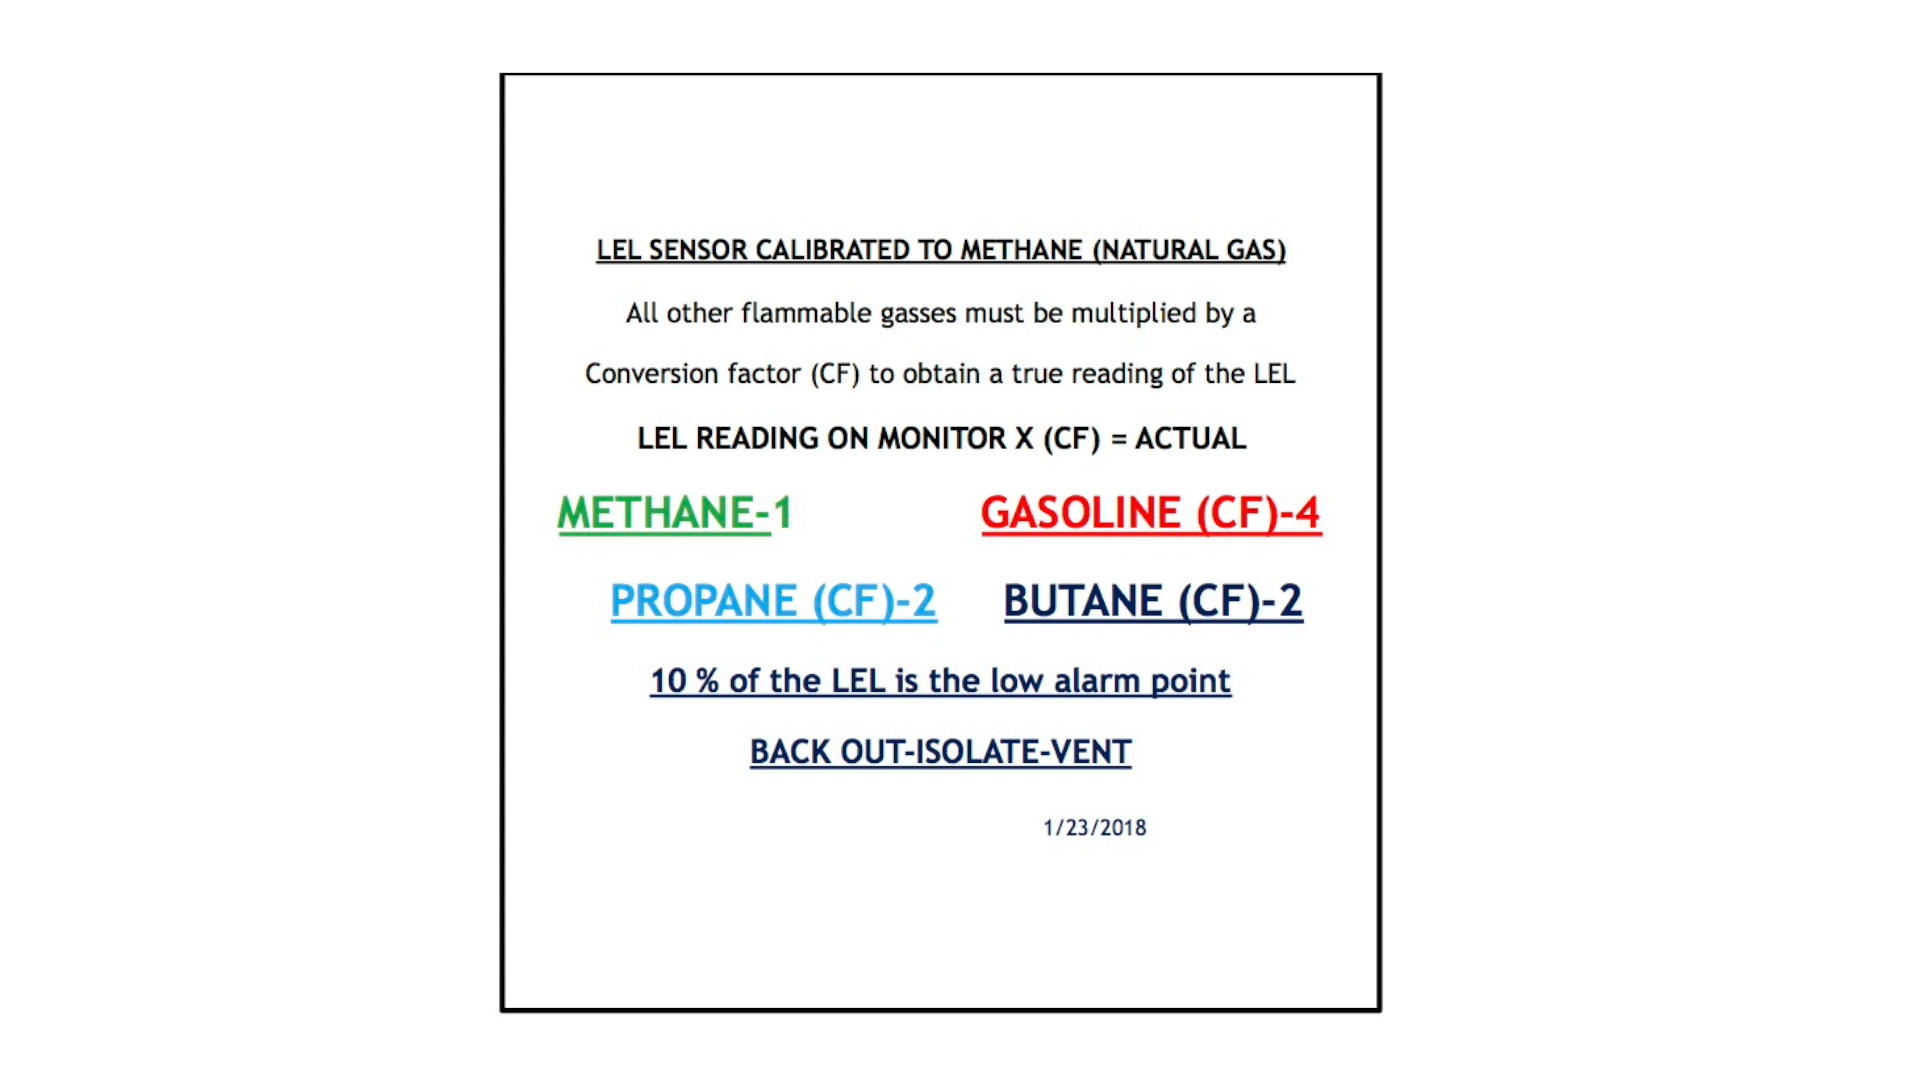 LEL SENSOR CALIBRATED TO METHANE (NATURAL GAS)
All other flammable gasses must be multiplied by a
Conversion factor (CF) to obtain a true reading of the LEL
LEL READING ON MONITOR X (CF) = ACTUAL
METHANE-1 GASOLINE (CF)-4
PROPANE (CF)-2 BUTANE (CF)-2
10 % of the LEL is the low alarm point
BACK OUT-ISOLATE-VENT
1/23/2018